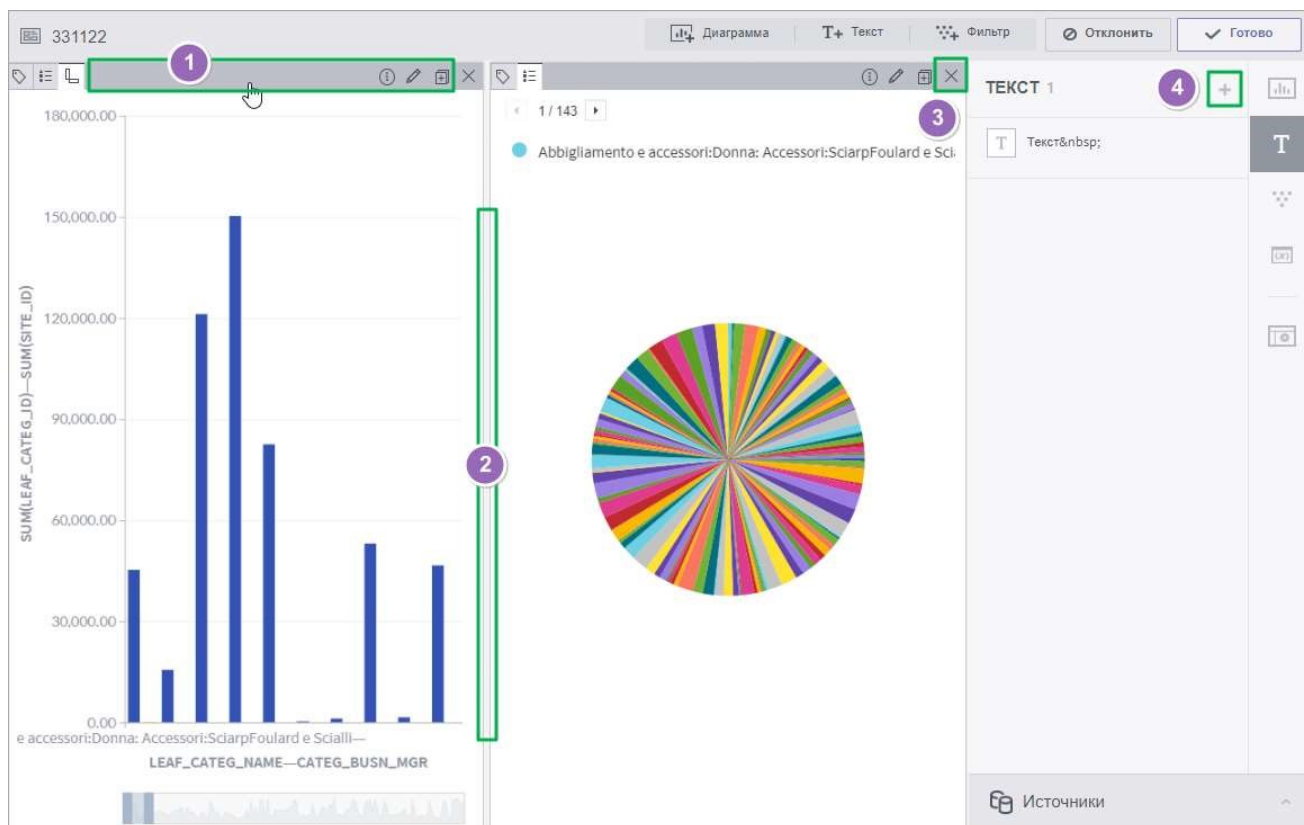 331122
Диаграмма
T+ Текст
Фильтр
Отклонить
Готово
1
3
2
4
180,000.00
150,000.00
120,000.00
90,000.00
60,000.00
30,000.00
0.00
SUM(LEAF_CATEG_ID)—SUM(SITE_ID)
e accessori:Donna: Accessori:SciarpFoulard e Scialli—
LEAF_CATEG_NAME—CATEG_BUSN_MGR
1 / 143
Abbigliamento e accessori:Donna: Accessori:SciarpFoulard e Scia
ТЕКСТ 1
T Текст&nbsp;
T
Источники